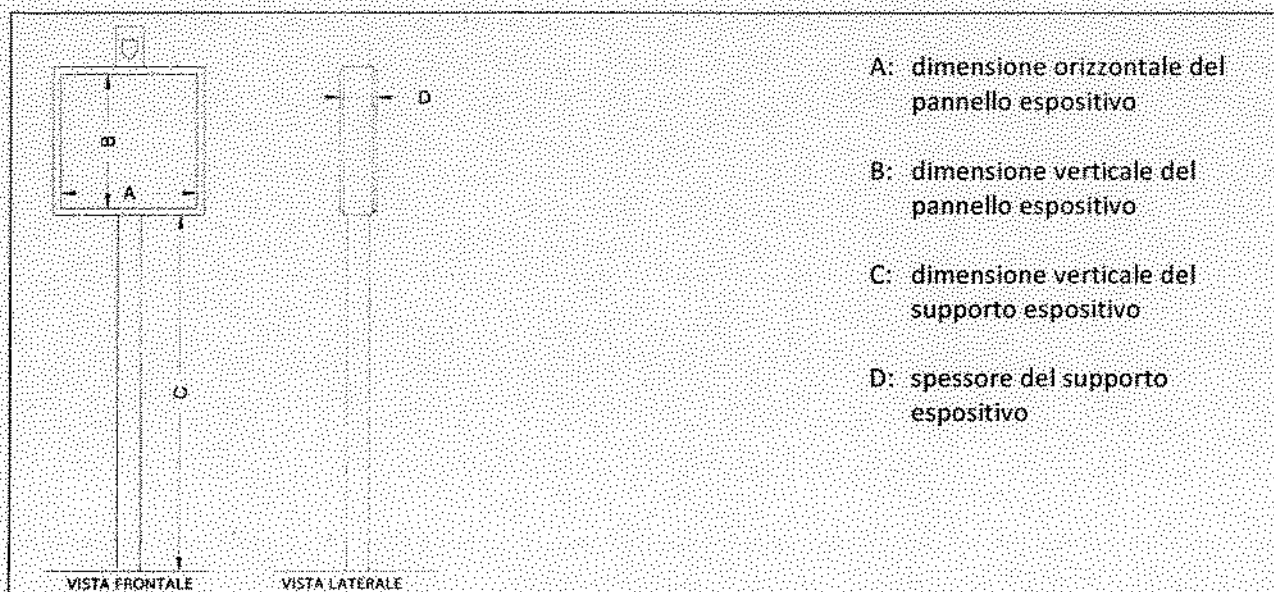 A: dimensione orizzontale del
pannello espositivo
B: dimensione verticale del
pannello espositivo
C: dimensione verticale del
supporto espositivo
D: spessore del supporto
espositivo
D
B
A
C
VISTA FRONTALE
VISTA LATERALE